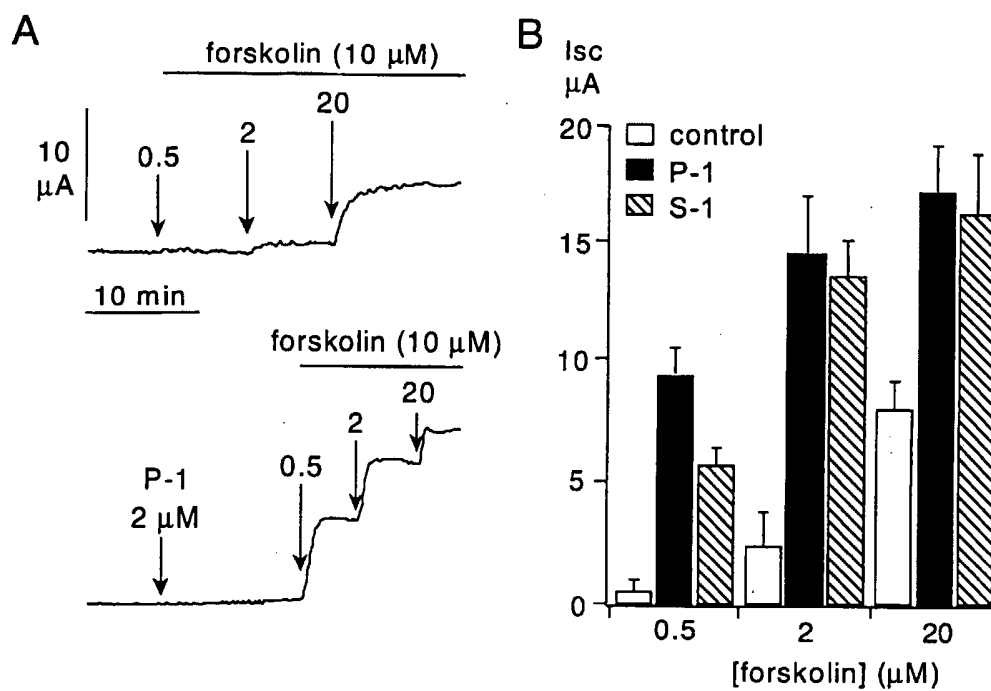 A
forskolin (10 µM)
20
2
0.5
10
µA
10 min
forskolin (10 µM)
20
2
0.5
P-1
2 µM
B
Isc
µA
20
15
10
5
0
control
P-1
S-1
0.5 2 20
[forskolin] (µM)